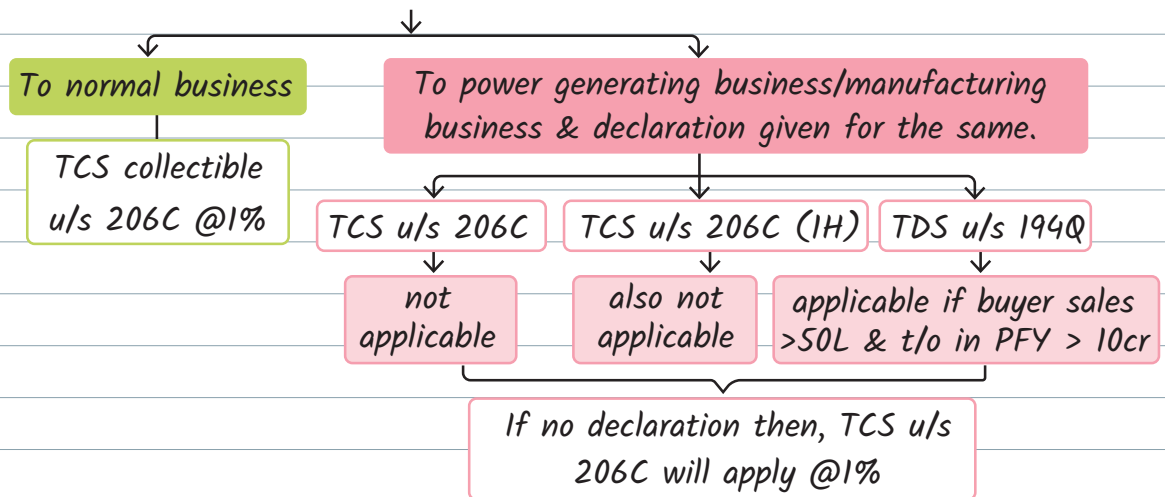 To normal business
To power generating business/manufacturing
business & declaration given for the same.
TCS collectible
u/s 206C @1%
TCS u/s 206C
TCS u/s 206C (1H)
TDS u/s 194Q
not
applicable
also not
applicable
applicable if buyer sales
>50L & t/o in PFY > 10cr
If no declaration then, TCS u/s
206C will apply @1%